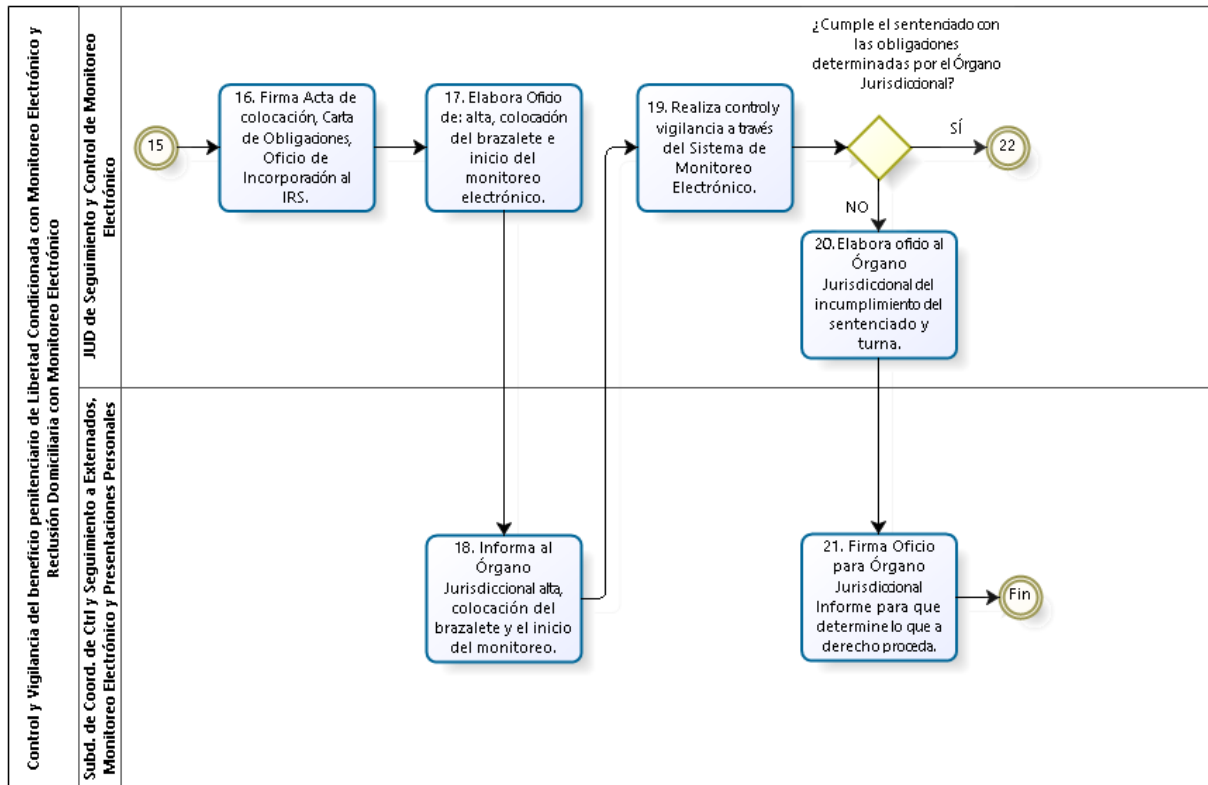 Control y Vigilancia del beneficio penitenciario de Libertad Condicionada con Monitoreo Electrónico y
Reclusión Domiciliaria con Monitoreo Electrónico
JUD de Seguimiento y Control de Monitoreo
Electrónico
15
16. Firma Acta de
colocación, Carta
de Obligaciones,
Oficio de
Incorporación al
IRS.
17. Elabora Oficio
de: alta, colocación
del brazalete e
inicio del
monitoreo
electrónico.
19. Realiza control y
vigilancia a través
del Sistema de
Monitoreo
Electrónico.
¿Cumple el sentenciado con
las obligaciones
determinadas por el Órgano
Jurisdiccional?
SÍ
22
NO
20. Elabora oficio al
Órgano
Jurisdiccional del
incumplimiento del
sentenciado y
turna.
Subd. de Coord. de Ctrl y Seguimiento a Externados,
Monitoreo Electrónico y Presentaciones Personales
18. Informa al
Órgano
Jurisdiccional alta,
colocación del
brazalete y el inicio
del monitoreo.
21. Firma Oficio
para Órgano
Jurisdiccional
Informe para que
determine lo que a
derecho proceda.
Fin